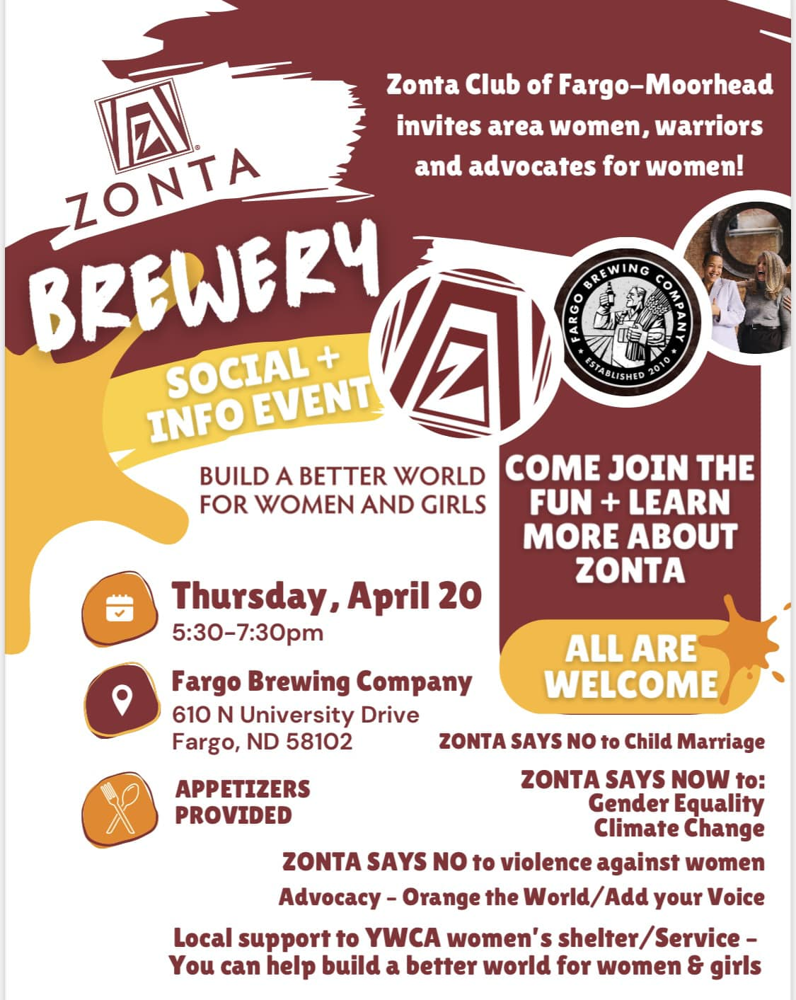 Zonta Club of Fargo-Moorhead
invites area women, warriors
and advocates for women!
Z
®
ZONTA
BREWERY
SOCIAL +
INFO EVENT
Z
FARGO BREWING COMPANY
ESTABLISHED 2010
BUILD A BETTER WORLD
FOR WOMEN AND GIRLS
COME JOIN THE
FUN + LEARN
MORE ABOUT
ZONTA
ALL ARE
WELCOME
Thursday, April 20
5:30-7:30pm
Fargo Brewing Company
610 N University Drive
Fargo, ND 58102
APPETIZERS
PROVIDED
ZONTA SAYS NO to Child Marriage
ZONTA SAYS NOW to:
Gender Equality
Climate Change
ZONTA SAYS NO to violence against women
Advocacy - Orange the World/Add your Voice
Local support to YWCA women's shelter/Service -
You can help build a better world for women & girls